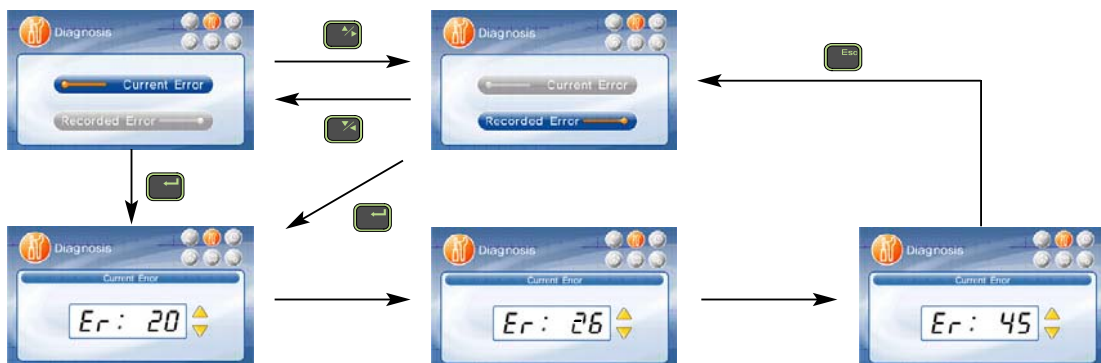 Diagnosis
Current Error
Recorded Error
Diagnosis
Current Error
Recorded Error
Esc
Diagnosis
Current Error
Er: 20
Diagnosis
Current Error
Er: 26
Diagnosis
Current Error
Er: 45